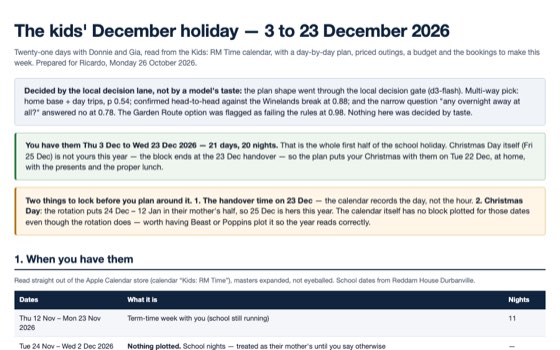 The kids' December holiday — 3 to 23 December 2026
Twenty-one days with Donnie and Gia, read from the Kids: RM Time calendar, with a day-by-day plan, priced outings, a budget and the bookings to make this
week. Prepared for Ricardo, Monday 26 October 2026.
Decided by the local decision lane, not by a model's taste: the plan shape went through the local decision gate (d3-flash). Multi-way pick:
home base + day trips, p 0.54; confirmed head-to-head against the Winelands break at 0.88; and the narrow question "any overnight away at
all?" answered no at 0.78. The Garden Route option was flagged as failing the rules at 0.98. Nothing here was decided by taste.
You have them Thu 3 Dec to Wed 23 Dec 2026 — 21 days, 20 nights. That is the whole first half of the school holiday. Christmas Day itself (Fri
25 Dec) is not yours this year — the block ends at the 23 Dec handover — so the plan puts your Christmas with them on Tue 22 Dec, at home,
with the presents and the proper lunch.
Two things to lock before you plan around it. 1. The handover time on 23 Dec — the calendar records the day, not the hour. 2. Christmas
Day: the rotation puts 24 Dec – 12 Jan in their mother's half, so 25 Dec is hers this year. The calendar itself has no block plotted for those dates
even though the rotation does — worth having Beast or Poppins plot it so the year reads correctly.
1. When you have them
Read straight out of the Apple Calendar store (calendar "Kids: RM Time"), masters expanded, not eyeballed. School dates from Reddam House Durbanville.
Dates What it is Nights
Thu 12 Nov – Mon 23 Nov Term-time week with you (school still running) 11
2026
Tue 24 Nov – Wed 2 Dec 2026 Nothing plotted. School nights — treated as their mother's until you say otherwise —